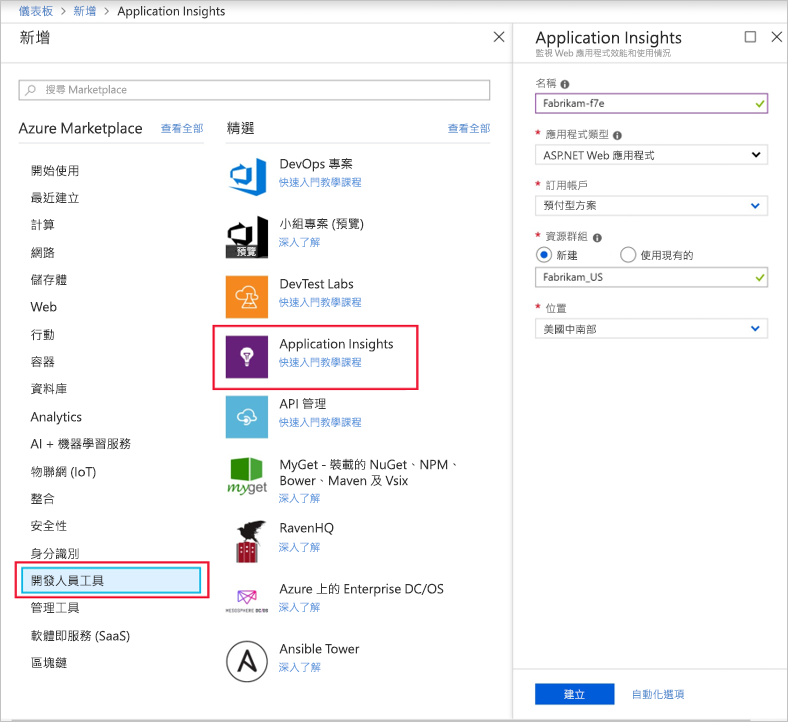 儀表板 > 新增 > Application Insights
新增
搜尋 Marketplace
Azure Marketplace 查看全部
開始使用
最近建立
計算
網路
儲存體
Web
行動
容器
資料庫
Analytics
AI + 機器學習服務
物聯網 (IoT)
整合
安全性
身分識別
開發人員工具
管理工具
軟體即服務 (SaaS)
區塊鏈
精選 查看全部
DevOps 專案
快速入門教學課程
預覽
小組專案 (預覽)
深入了解
DevTest Labs
快速入門教學課程
Application Insights
快速入門教學課程
API 管理
快速入門教學課程
myget
MyGet - 裝載的 NuGet、NPM、
Bower、Maven 及 Vsix
深入了解
RavenHQ
深入了解
MESOSPHERE DC/OS
Azure 上的 Enterprise DC/OS
深入了解
Ansible Tower
深入了解
Application Insights
監視 Web 應用程式效能和使用情況
名稱
Fabrikam-f7e
* 應用程式類型
ASP.NET Web 應用程式
* 訂用帳戶
預付型方案
* 資源群組
新建 使用現有的
Fabrikam_US
* 位置
美國中南部
建立 自動化選項